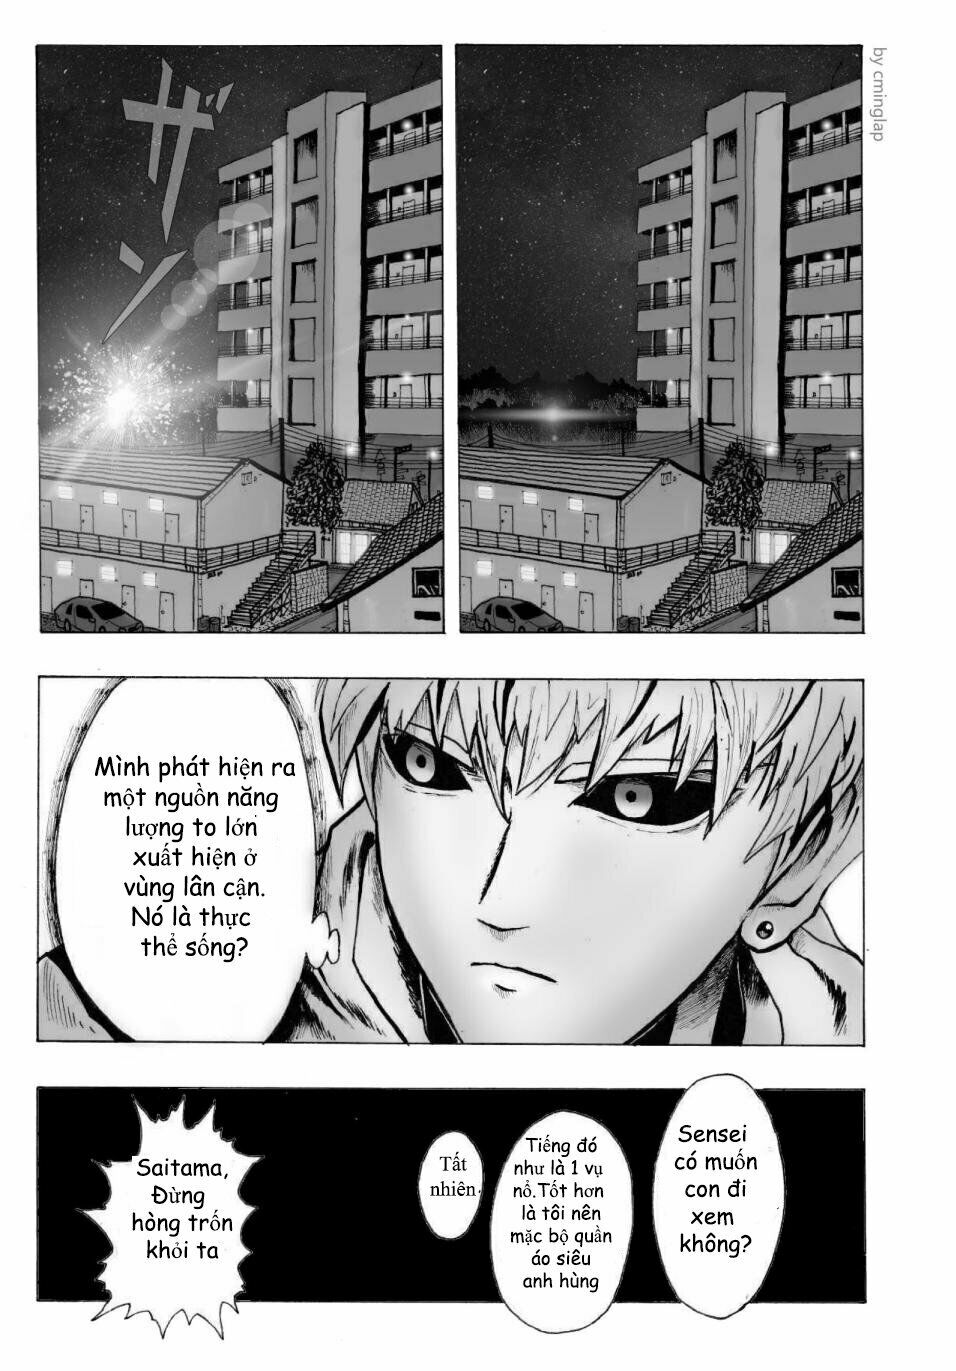 by cminglap
ザ
ン
Mình phát hiện ra
một nguồn năng
lượng to lớn
xuất hiện ở
vùng lân cận.
Nó là thực
thể sống?
Sensei
có muốn
con đi
xem
không?
Tiếng đó
như là 1 vụ
nổ.Tốt hơn
là tôi nên
mặc bộ quần
áo siêu
anh hùng
Tất
nhiên.
Saitama,
Đừng
hòng trốn
khỏi ta